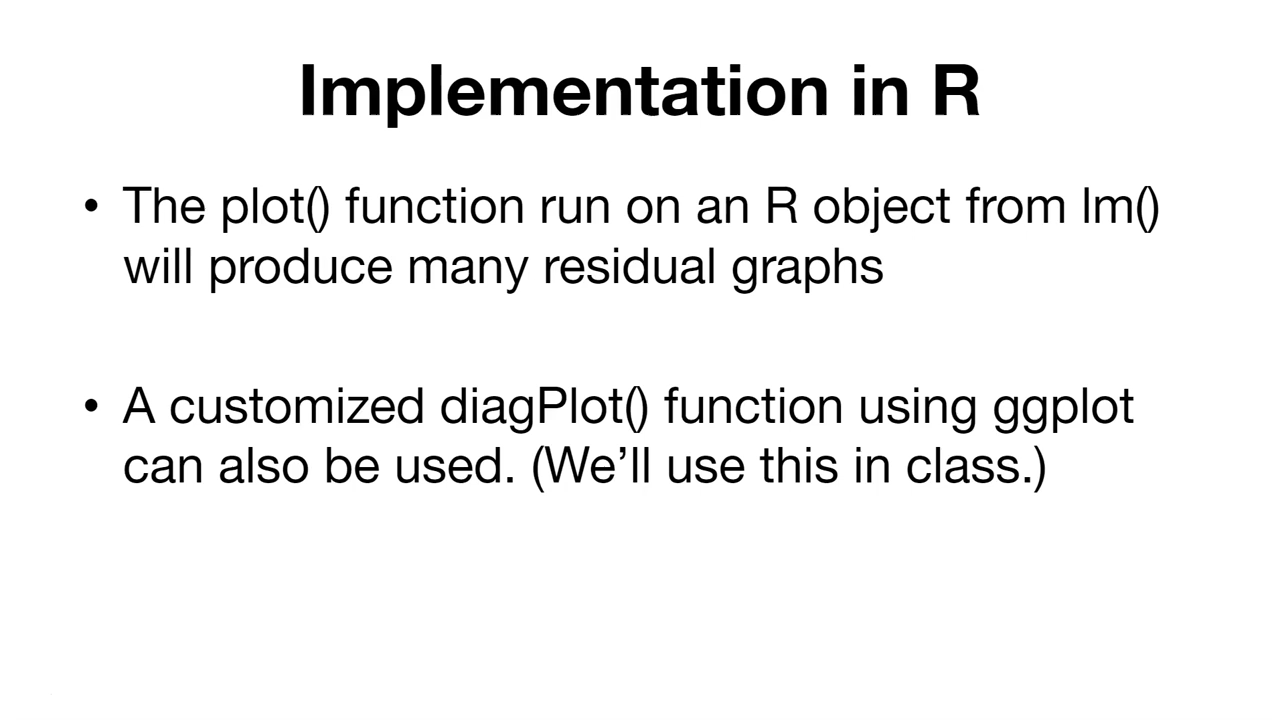 Implementation in R
• The plot() function run on an R object from lm()
will produce many residual graphs
• A customized diagPlot() function using ggplot
can also be used. (We’ll use this in class.)